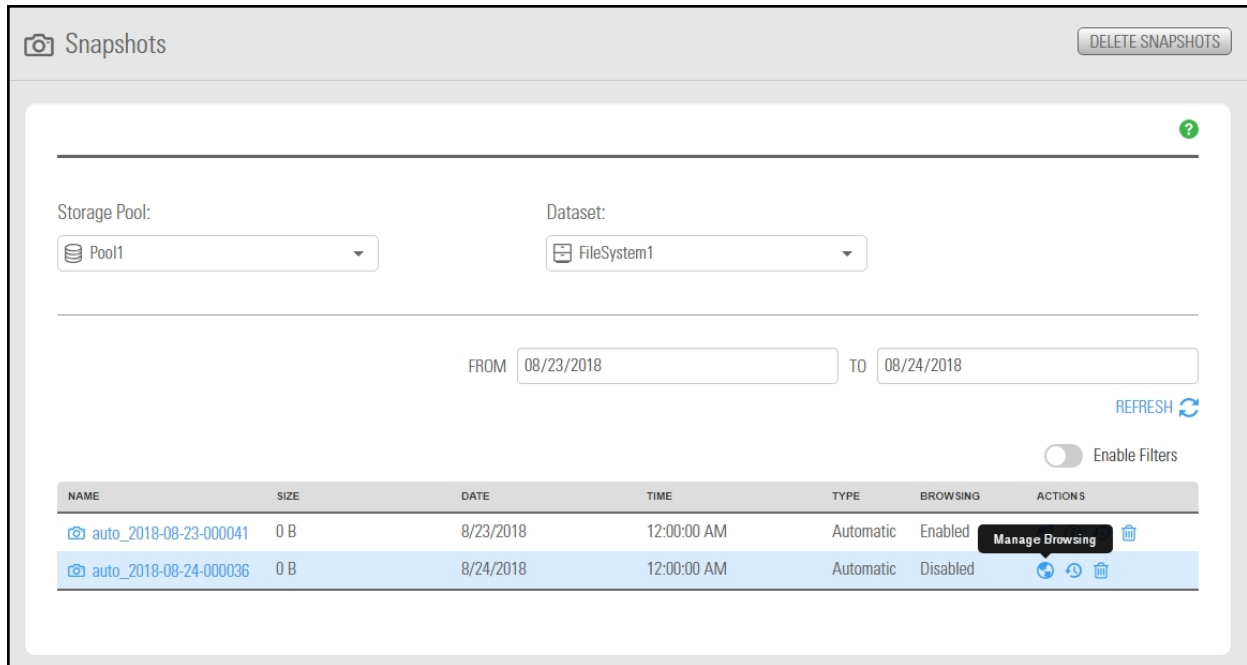 Snapshots
DELETE SNAPSHOTS
?
Storage Pool:
Dataset:
Pool1
FileSystem1
FROM 08/23/2018 TO 08/24/2018
REFRESH
Enable Filters
NAME SIZE DATE TIME TYPE BROWSING ACTIONS
auto_2018-08-23-000041 0 B 8/23/2018 12:00:00 AM Automatic Enabled
Manage Browsing
auto_2018-08-24-000036 0 B 8/24/2018 12:00:00 AM Automatic Disabled